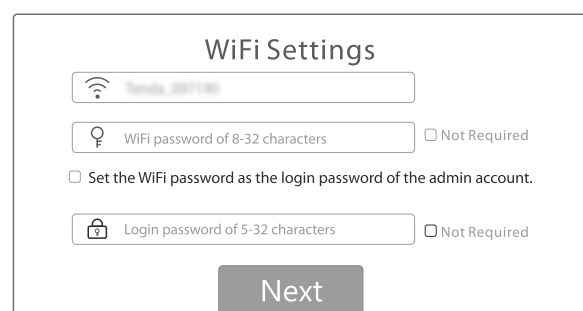 WiFi Settings
WiFi password of 8-32 characters
Not Required
Set the WiFi password as the login password of the admin account.
Login password of 5-32 characters
Not Required
Next